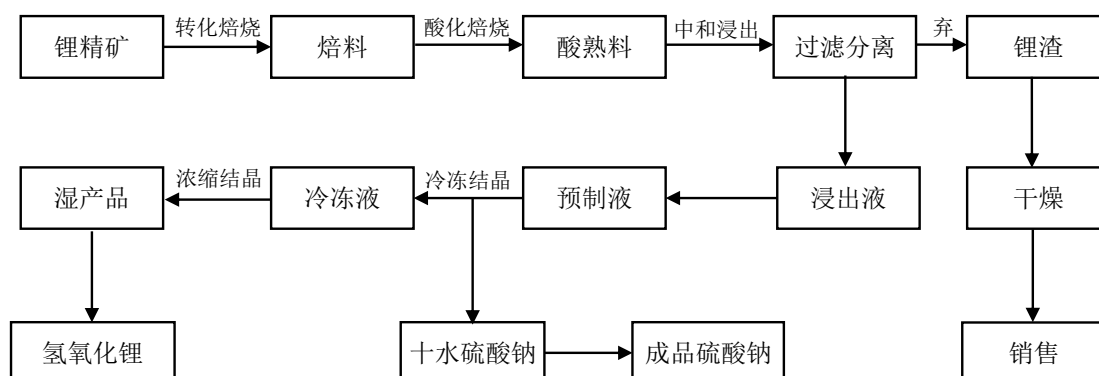 锂精矿
转化焙烧
焙料
酸化焙烧
酸熟料
中和浸出
过滤分离
弃
锂渣
湿产品
浓缩结晶
冷冻液
冷冻结晶
预制液
浸出液
干燥
氢氧化锂
十水硫酸钠
成品硫酸钠
销售